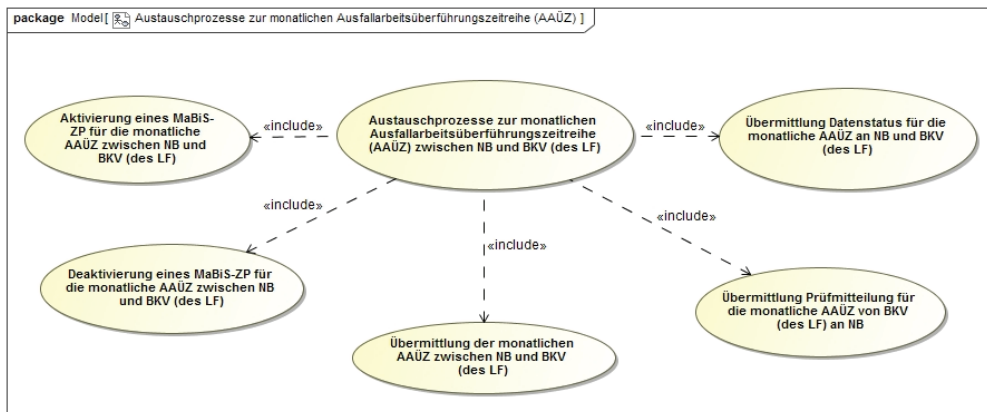 package Model [ Austauschprozesse zur monatlichen Ausfallarbeitsüberführungszeitreihe (AAÜZ) ]
Aktivierung eines MaBiS-
ZP für die monatliche
AAÜZ zwischen NB und
BKV (des LF)
«include»
Austauschprozesse zur monatlichen
Ausfallarbeitsüberführungszeitreihe
(AAÜZ) zwischen NB und BKV (des LF)
«include»
Übermittlung Datenstatus für die
monatliche AAÜZ an NB und BKV
(des LF)
«include»
«include»
«include»
Deaktivierung eines MaBiS-ZP für
die monatliche AAÜZ zwischen NB
und BKV (des LF)
Übermittlung der monatlichen
AAÜZ zwischen NB und BKV
(des LF)
Übermittlung Prüfmitteilung für
die monatliche AAÜZ von BKV
(des LF) an NB